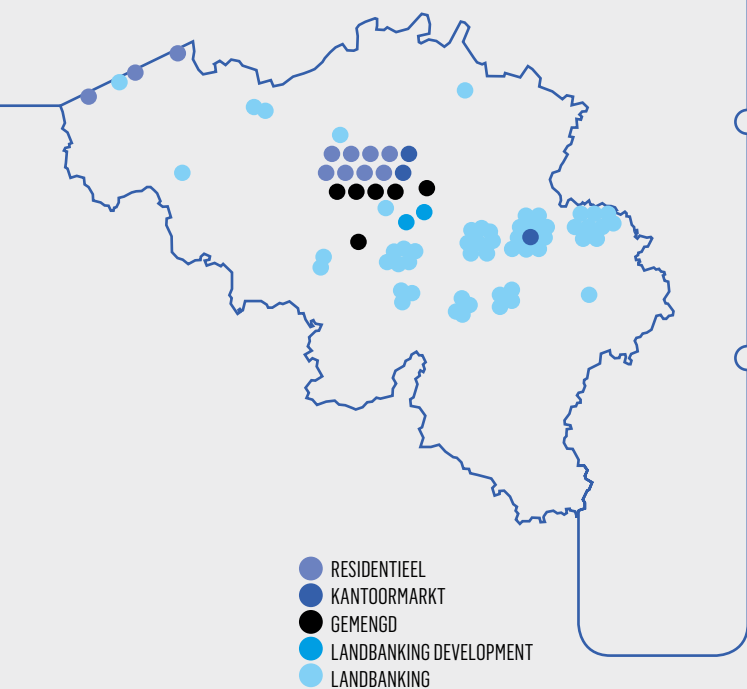 RESIDENTIEEL
KANTOORMARKT
GEMENGD
LANDBANKING DEVELOPMENT
LANDBANKING